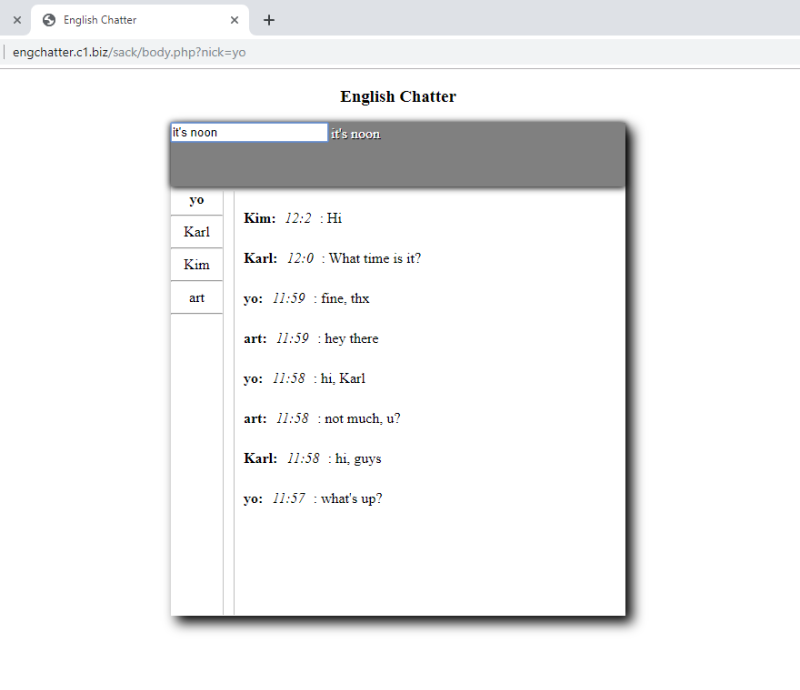 English Chatter
engchatter.c1.biz/sack/body.php?nick=yo
English Chatter
it's noon it's noon
yo
Karl
Kim
art
Kim: 12:2 : Hi
Karl: 12:0 : What time is it?
yo: 11:59 : fine, thx
art: 11:59 : hey there
yo: 11:58 : hi, Karl
art: 11:58 : not much, u?
Karl: 11:58 : hi, guys
yo: 11:57 : what's up?